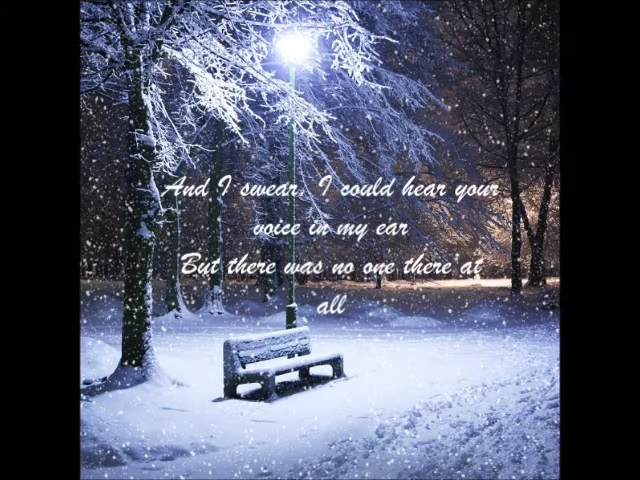 And I swear, I could hear your
voice in my ear
But there was no one there at
all